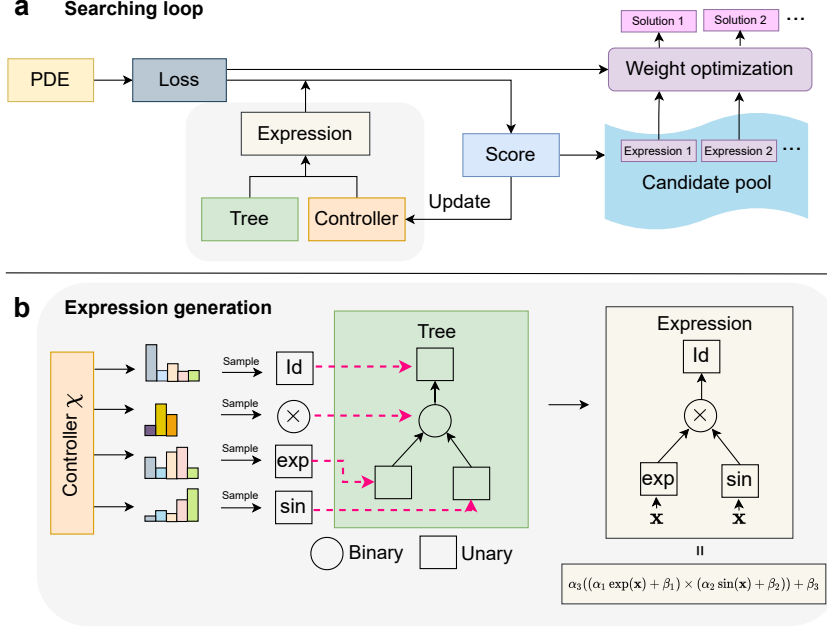 a Searching loop
Solution 1 Solution 2 ...
PDE Loss Weight optimization
Expression
Score
Expression 1 Expression 2 ...
Candidate pool
Tree Controller Update
b Expression generation
Controller χ
Sample Id
Sample ×
Sample exp
Sample sin
Tree
Binary Unary
Expression
Id
×
exp sin
x x
=
α₃((α₁ exp(x) + β₁) × (α₂ sin(x) + β₂)) + β₃